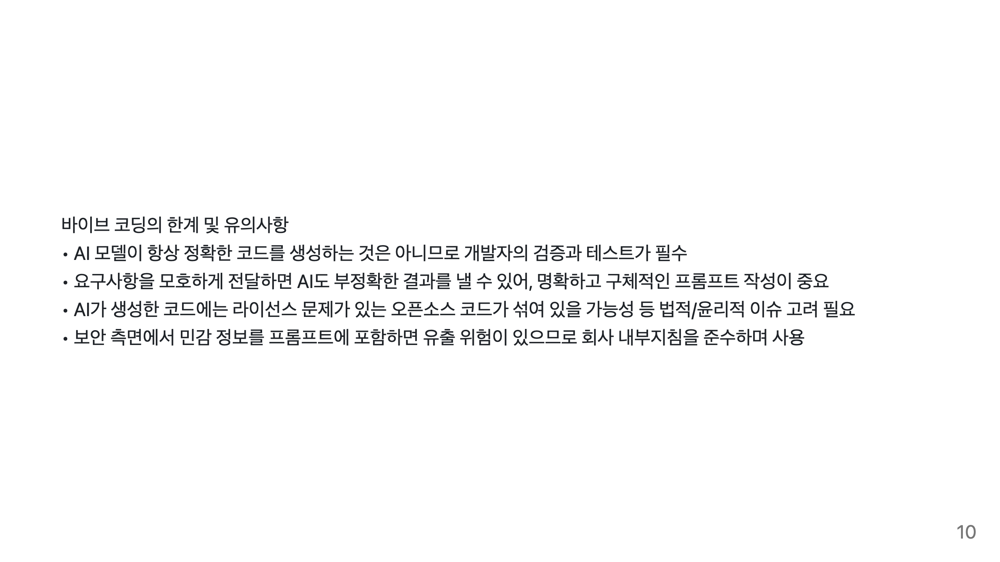 바이브 코딩의 한계 및 유의사항
• AI 모델이 항상 정확한 코드를 생성하는 것은 아니므로 개발자의 검증과 테스트가 필수
• 요구사항을 모호하게 전달하면 AI도 부정확한 결과를 낼 수 있어, 명확하고 구체적인 프롬프트 작성이 중요
• AI가 생성한 코드에는 라이선스 문제가 있는 오픈소스 코드가 섞여 있을 가능성 등 법적/윤리적 이슈 고려 필요
• 보안 측면에서 민감 정보를 프롬프트에 포함하면 유출 위험이 있으므로 회사 내부지침을 준수하며 사용
10